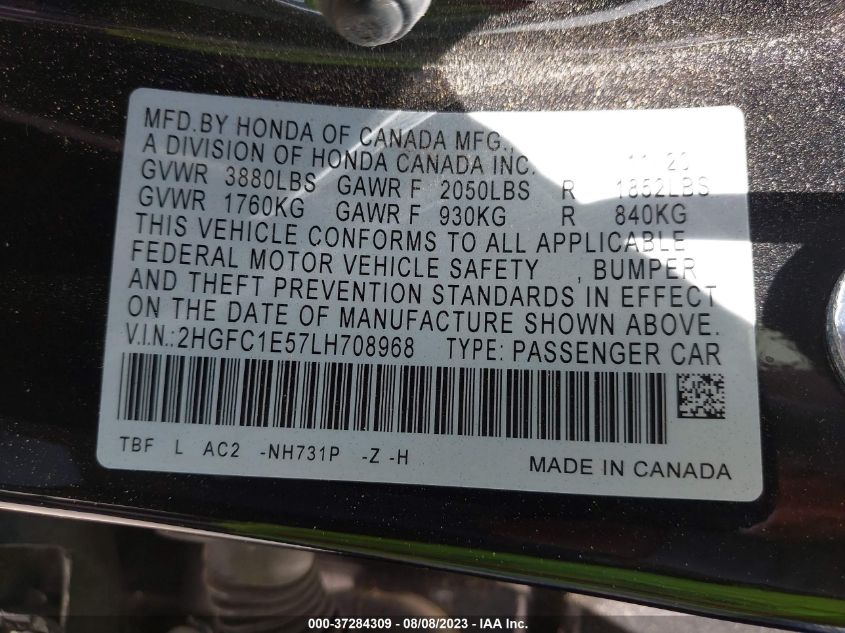 MFD.BY HONDA OF CANADA MFG.,
A DIVISION OF HONDA CANADA INC. 11/20
GVWR 3880LBS GAWR F 2050LBS R 1852LBS
GVWR 1760KG GAWR F 930KG R 840KG
THIS VEHICLE CONFORMS TO ALL APPLICABLE
FEDERAL MOTOR VEHICLE SAFETY , BUMPER
AND THEFT PREVENTION STANDARDS IN EFFECT
ON THE DATE OF MANUFACTURE SHOWN ABOVE.
V.I.N.:2HGFC1E57LH708968 TYPE: PASSENGER CAR
TBF L AC2 -NH731P -Z -H
MADE IN CANADA
000-37284309 - 08/08/2023 - IAA Inc.